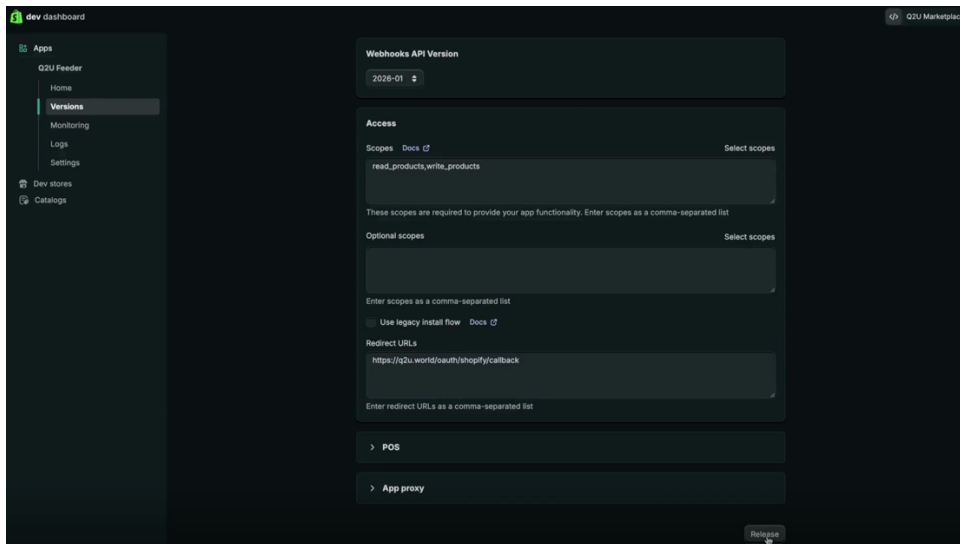 dev dashboard
</> Q2U Marketplac
Apps
Q2U Feeder
Home
Versions
Monitoring
Logs
Settings
Dev stores
Catalogs
Webhooks API Version
2026-01
Access
Scopes Docs
Select scopes
read_products,write_products
These scopes are required to provide your app functionality. Enter scopes as a comma-separated list
Optional scopes
Select scopes
Enter scopes as a comma-separated list
Use legacy install flow Docs
Redirect URLs
https://q2u.world/oauth/shopify/callback
Enter redirect URLs as a comma-separated list
POS
App proxy
Release